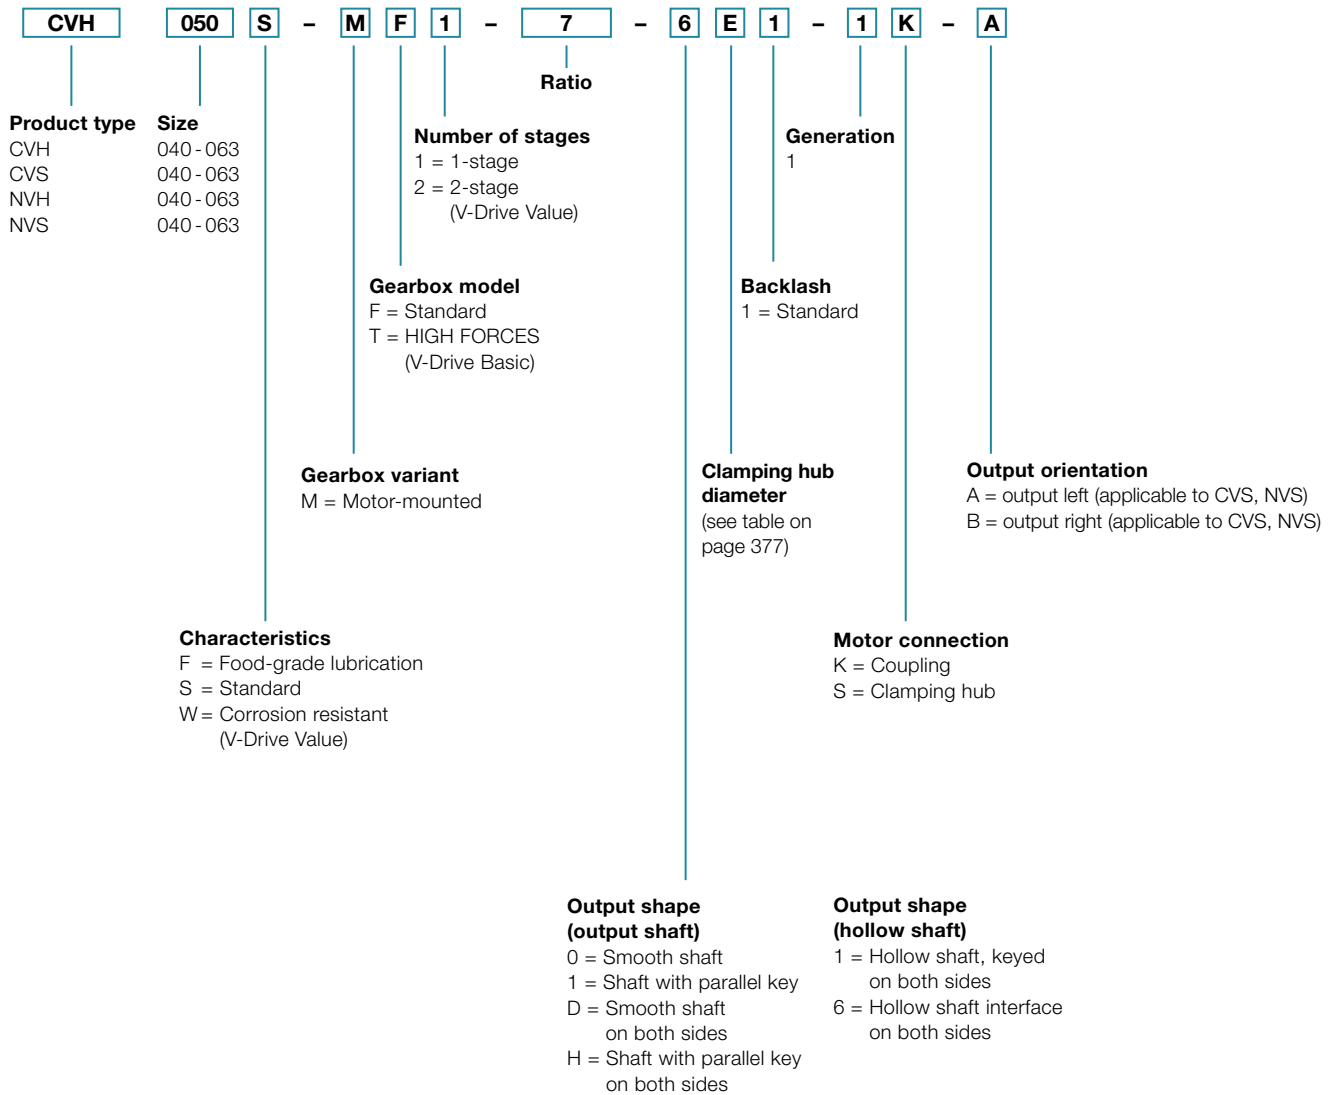 CVH 050 S – M F 1 – 7 – 6 E 1 – 1 K – A
Ratio
Product type
CVH
CVS
NVH
NVS
Size
040 - 063
040 - 063
040 - 063
040 - 063
Number of stages
1 = 1-stage
2 = 2-stage
(V-Drive Value)
Generation
1
Gearbox model
F = Standard
T = HIGH FORCES
(V-Drive Basic)
Backlash
1 = Standard
Gearbox variant
M = Motor-mounted
Clamping hub
diameter
(see table on
page 377)
Output orientation
A = output left (applicable to CVS, NVS)
B = output right (applicable to CVS, NVS)
Characteristics
F = Food-grade lubrication
S = Standard
W = Corrosion resistant
(V-Drive Value)
Motor connection
K = Coupling
S = Clamping hub
Output shape
(output shaft)
0 = Smooth shaft
1 = Shaft with parallel key
D = Smooth shaft
on both sides
H = Shaft with parallel key
on both sides
Output shape
(hollow shaft)
1 = Hollow shaft, keyed
on both sides
6 = Hollow shaft interface
on both sides